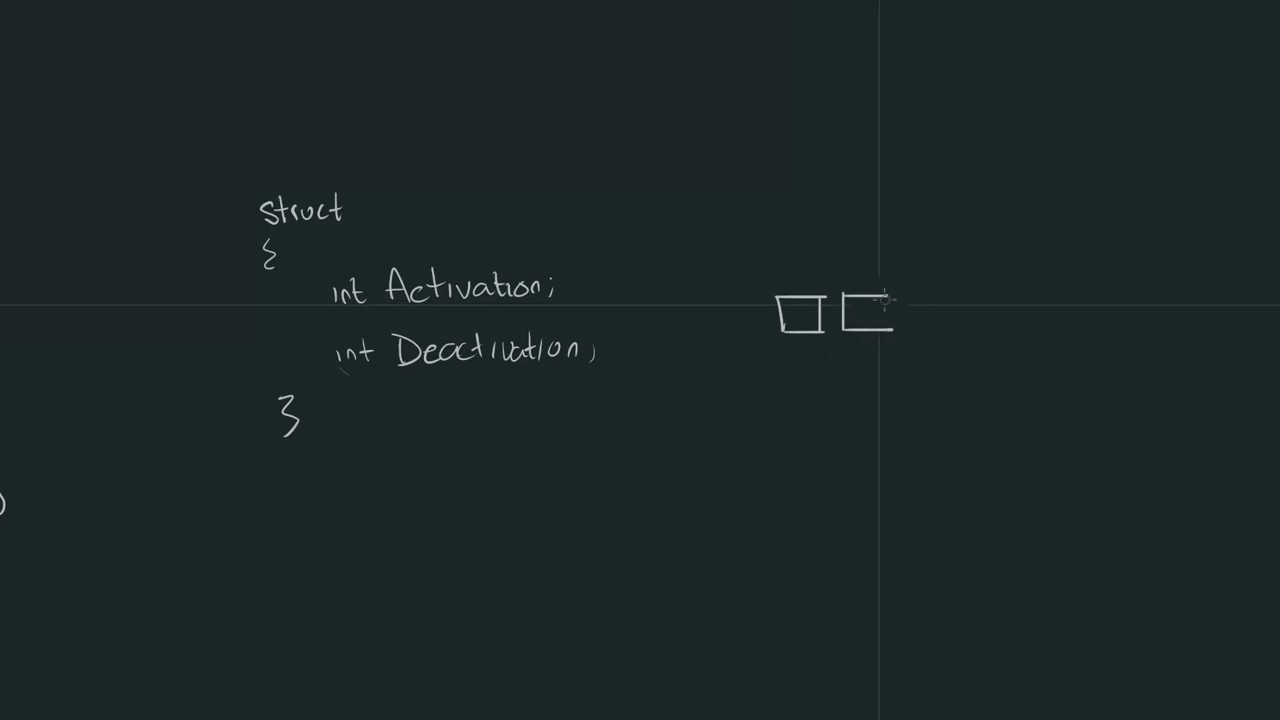 struct
{
int Activation;
int Deactivation;
}